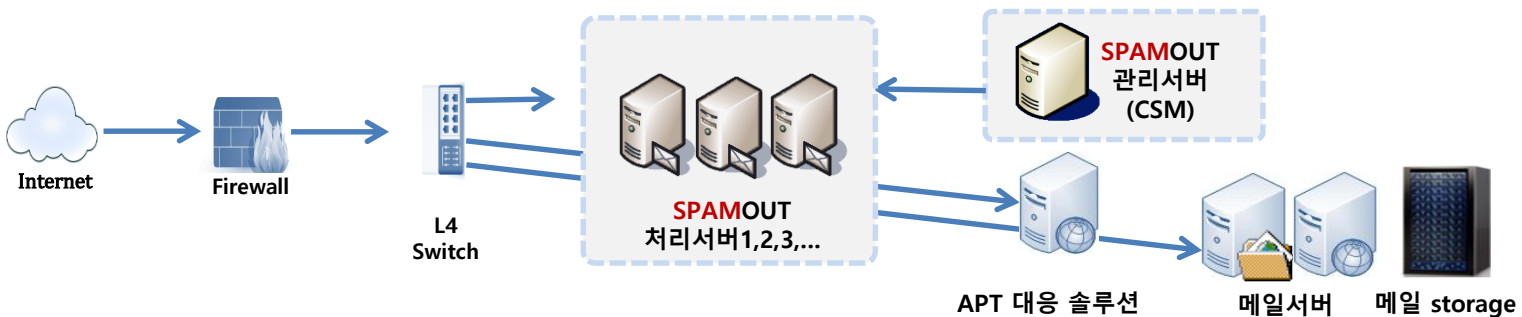 Internet
Firewall
L4
Switch
SPAMOUT
처리서버1,2,3,...
SPAMOUT
관리서버
(CSM)
APT 대응 솔루션
메일서버
메일 storage